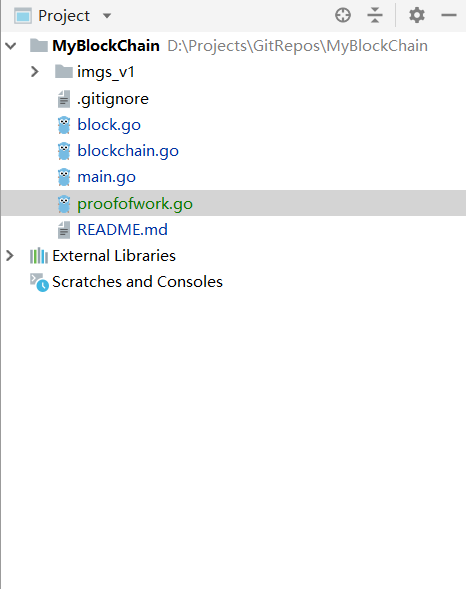 Project
MyBlockChain D:\Projects\GitRepos\MyBlockChain
imgs_v1
.gitignore
block.go
blockchain.go
main.go
proofofwork.go
README.md
External Libraries
Scratches and Consoles